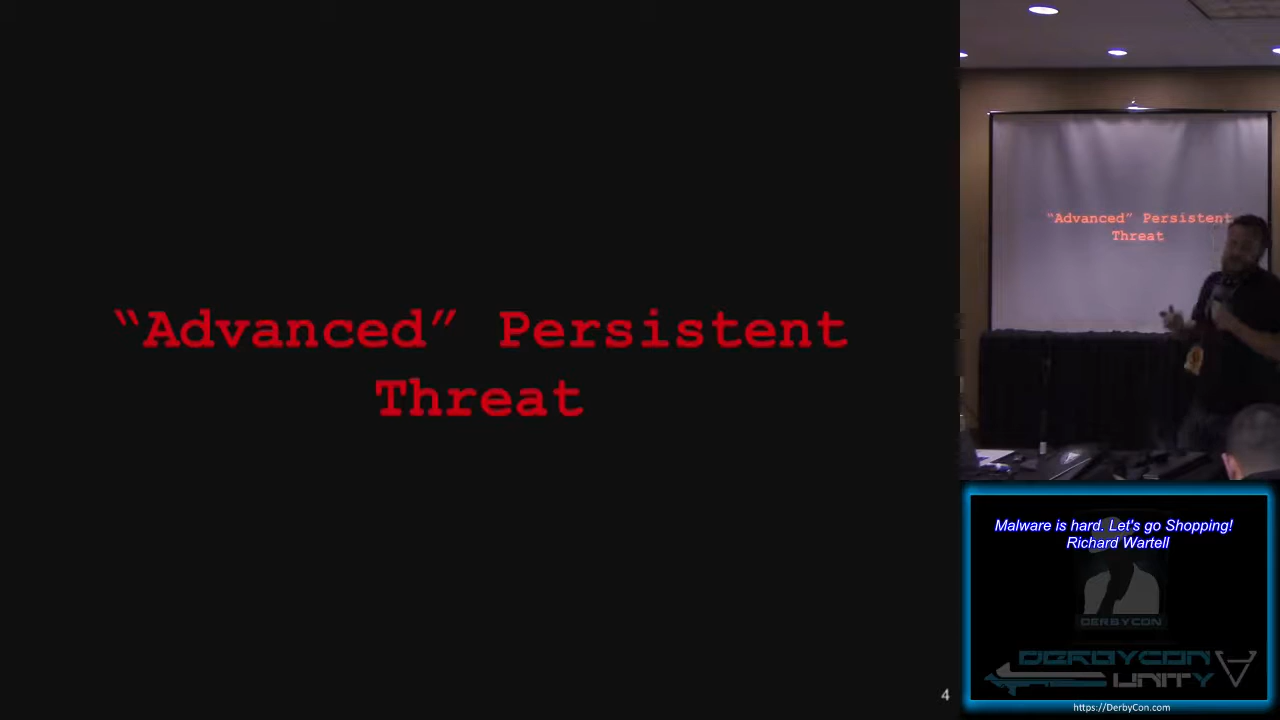 “Advanced” Persistent
Threat
4
“Advanced” Persistent
Threat
Malware is hard. Let's go Shopping!
Richard Wartell
DERBYCON
DERBYCON
UNITY
https://DerbyCon.com